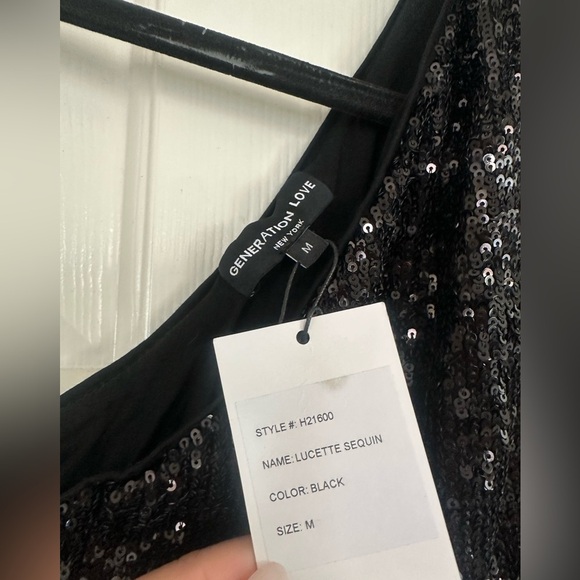 GENERATION LOVE
NEW YORK
M
STYLE #: H21600
NAME: LUCETTE SEQUIN
COLOR: BLACK
SIZE: M